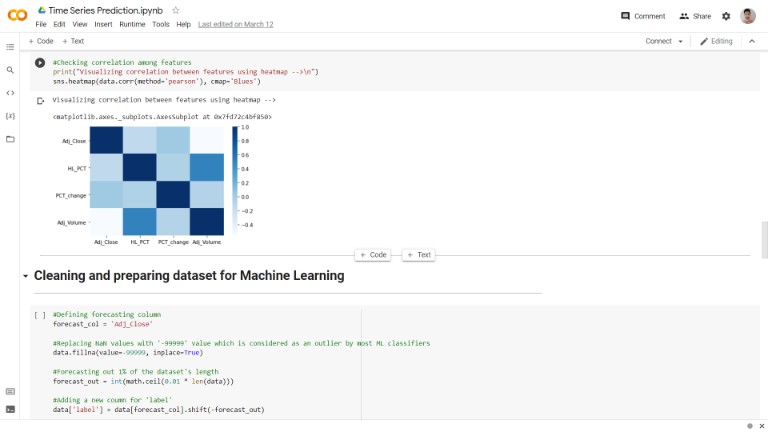 Time Series Prediction.ipynb
File Edit View Insert Runtime Tools Help Last edited on March 12
Comment Share
+ Code + Text
Connect Editing
#Checking correlation among features
print("Visualizing correlation between features using heatmap -->\n")
sns.heatmap(data.corr(method='pearson'), cmap='Blues')
Visualizing correlation between features using heatmap -->
<matplotlib.axes._subplots.AxesSubplot at 0x7fd72c4bf850>
Adj_Close
HL_PCT
PCT_change
Adj_Volume
Adj_Close HL_PCT PCT_change Adj_Volume
1.0
0.8
0.6
0.4
0.2
0.0
−0.2
−0.4
+ Code + Text
Cleaning and preparing dataset for Machine Learning
[ ] #Defining forecasting column
forecast_col = 'Adj_Close'
#Replacing NaN values with '-99999' value which is considered as an outlier by most ML classifiers
data.fillna(value=-99999, inplace=True)
#Forecasting out 1% of the dataset's length
forecast_out = int(math.ceil(0.01 * len(data)))
#Adding a new coumn for 'label'
data['label'] = data[forecast_col].shift(-forecast_out)